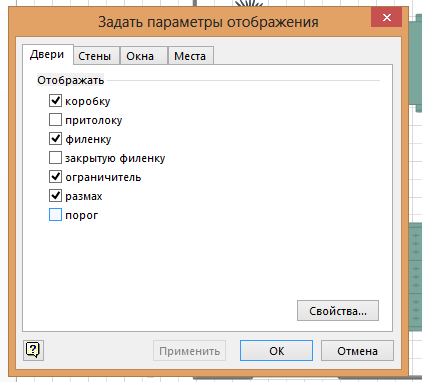 Задать параметры отображения
Двери Стены Окна Места
Отображать
коробку
притолоку
филенку
закрытую филенку
ограничитель
размах
порог
Свойства...
Применить ОК Отмена